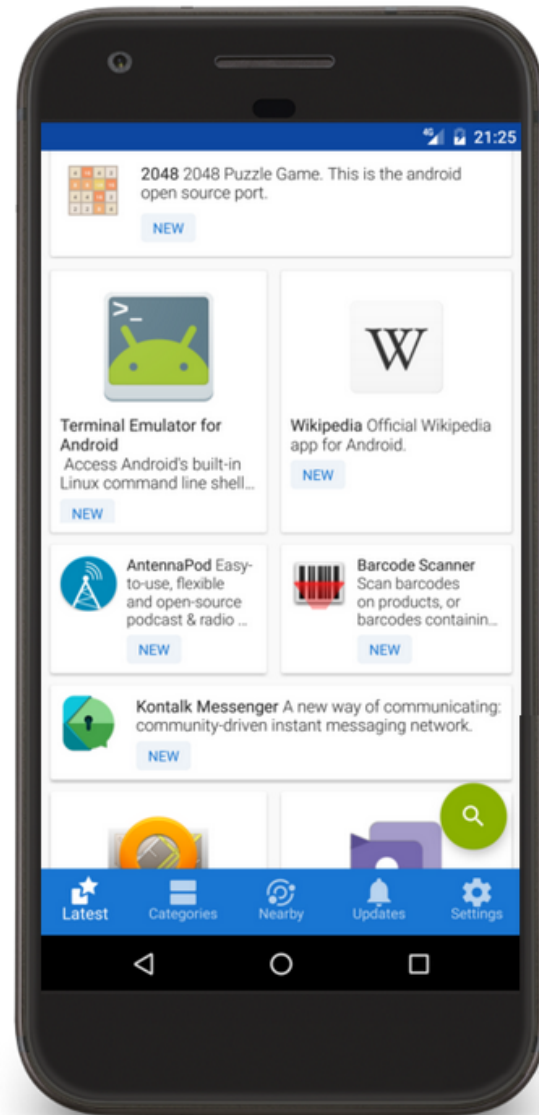 4G 21:25
2048 2048 Puzzle Game. This is the android
open source port.
NEW
>_
W
Terminal Emulator for
Android
Access Android's built-in
Linux command line shell...
NEW
Wikipedia Official Wikipedia
app for Android.
NEW
AntennaPod Easy-
to-use, flexible
and open-source
podcast & radio ...
NEW
Barcode Scanner
Scan barcodes
on products, or
barcodes containin...
NEW
Kontalk Messenger A new way of communicating:
community-driven instant messaging network.
NEW
Latest
Categories
Nearby
Updates
Settings